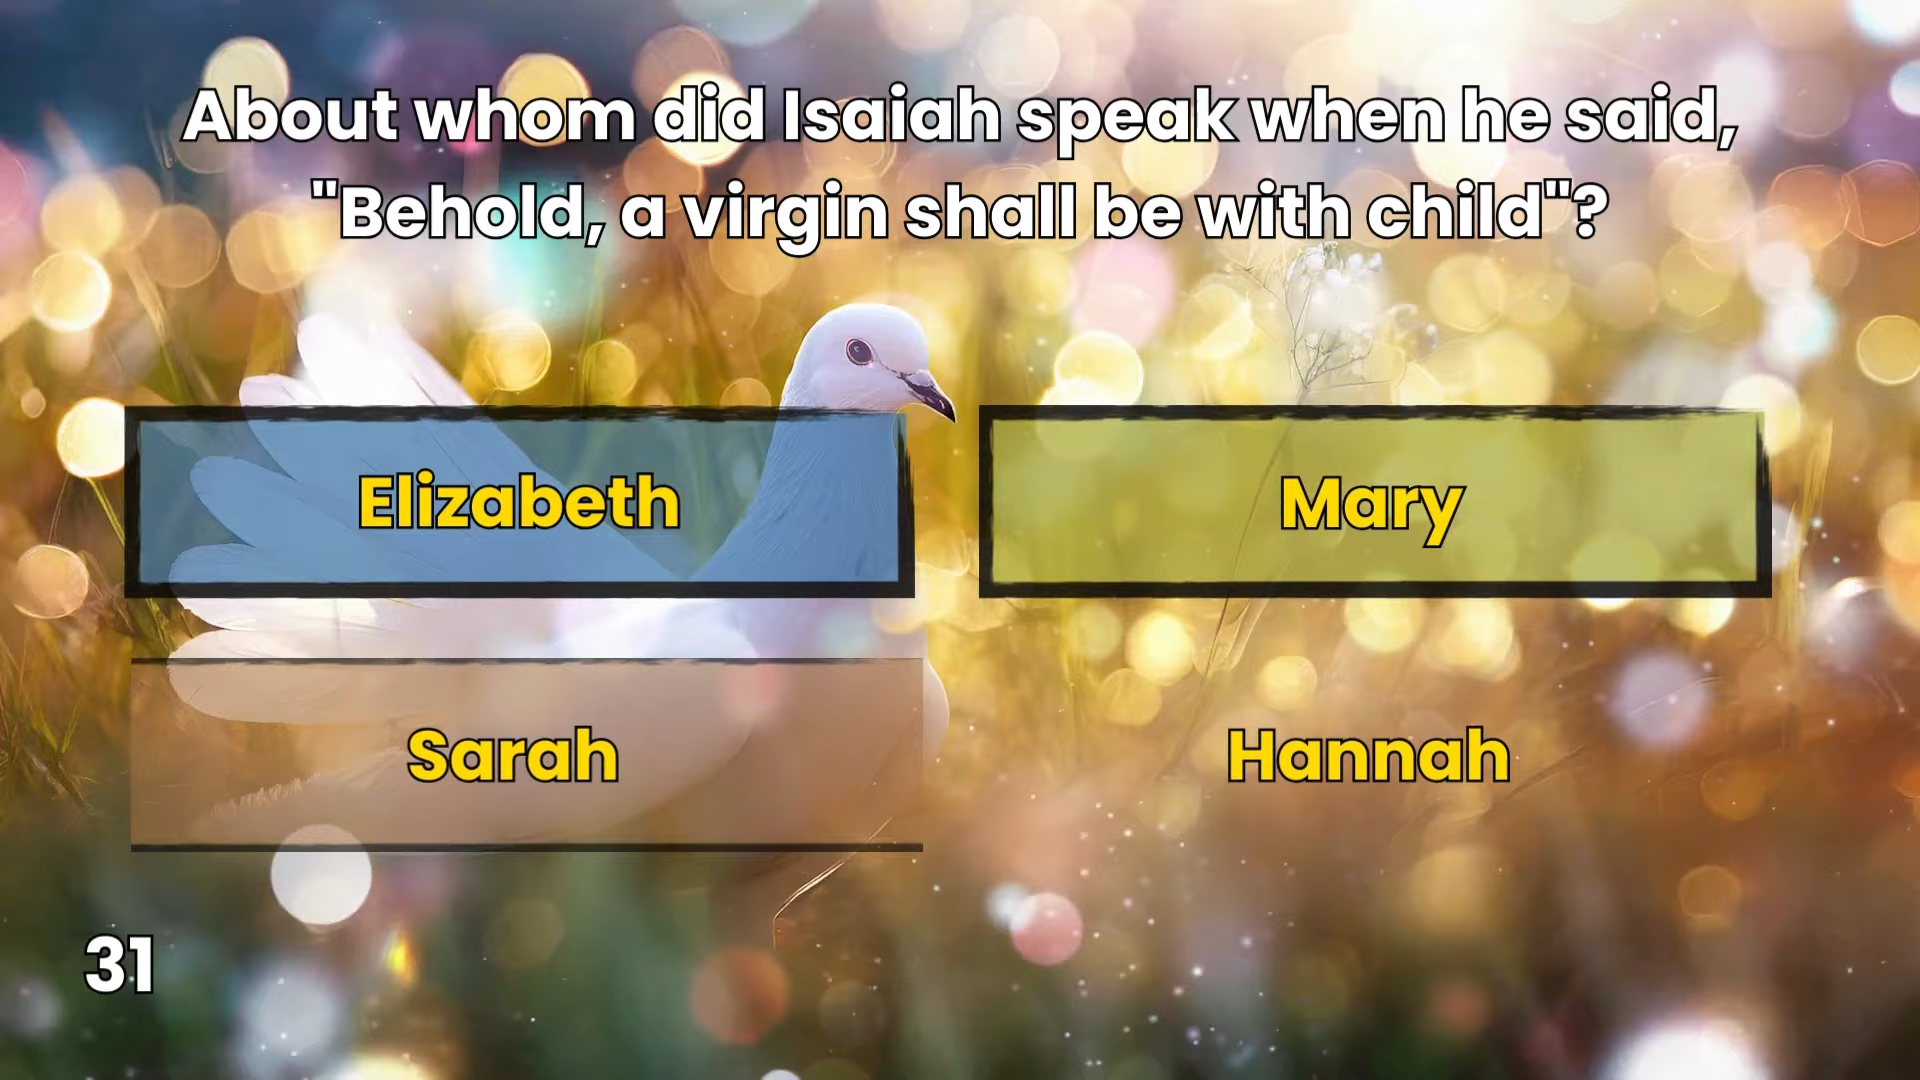 About whom did Isaiah speak when he said,
"Behold, a virgin shall be with child"?
Elizabeth
Mary
Sarah
Hannah
31